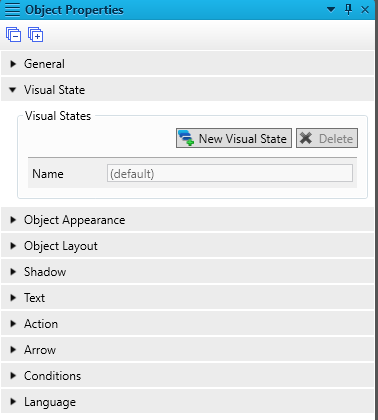 Object Properties
General
Visual State
Visual States
New Visual State Delete
Name (default)
Object Appearance
Object Layout
Shadow
Text
Action
Arrow
Conditions
Language